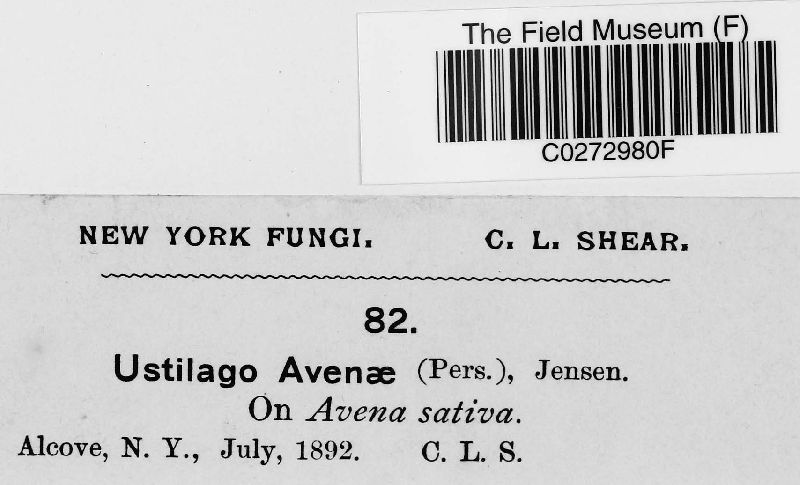 The Field Museum (F)
C0272980F
NEW YORK FUNGI. C. L. SHEAR.
82.
Ustilago Avenæ (Pers.), Jensen.
On Avena sativa.
Alcove, N. Y., July, 1892. C. L. S.